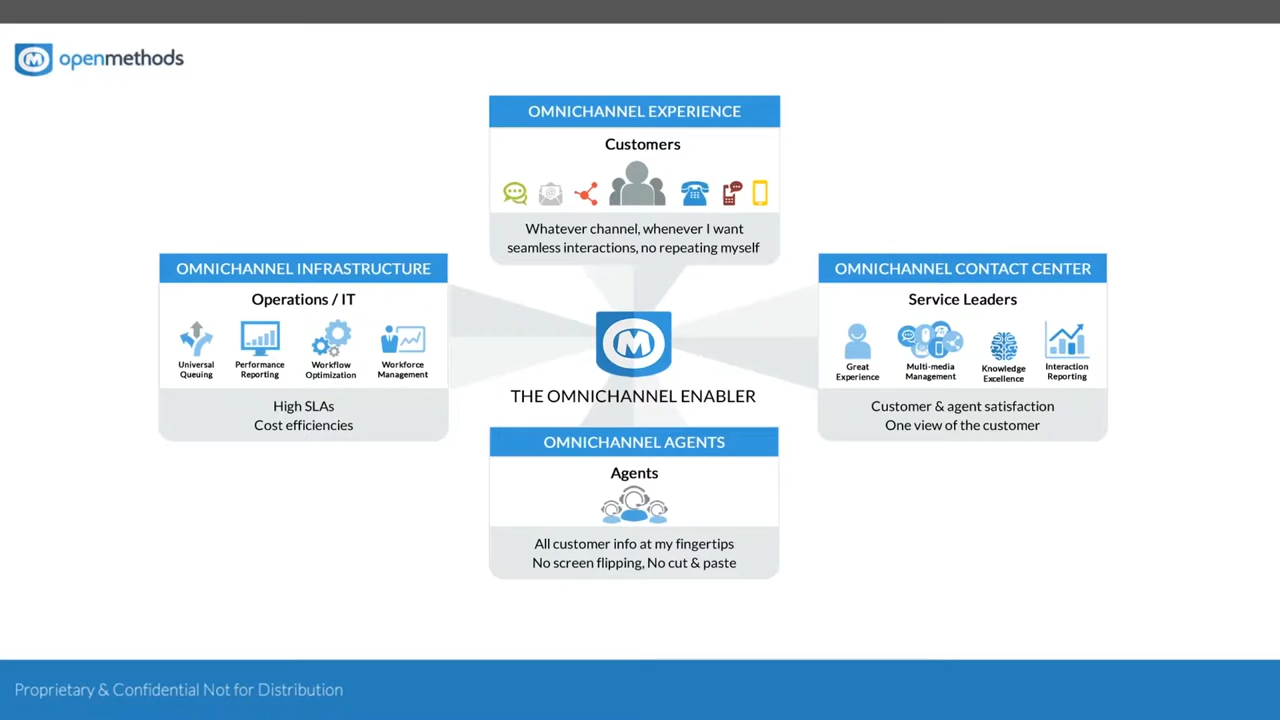 openmethods
OMNICHANNEL EXPERIENCE
Customers
Whatever channel, whenever I want
seamless interactions, no repeating myself
OMNICHANNEL INFRASTRUCTURE
Operations / IT
Universal
Queuing
Performance
Reporting
Workflow
Optimization
Workforce
Management
High SLAs
Cost efficiencies
M
THE OMNICHANNEL ENABLER
OMNICHANNEL CONTACT CENTER
Service Leaders
Great
Experience
Multi-media
Management
Knowledge
Excellence
Interaction
Reporting
Customer & agent satisfaction
One view of the customer
OMNICHANNEL AGENTS
Agents
All customer info at my fingertips
No screen flipping, No cut & paste
Proprietary & Confidential Not for Distribution